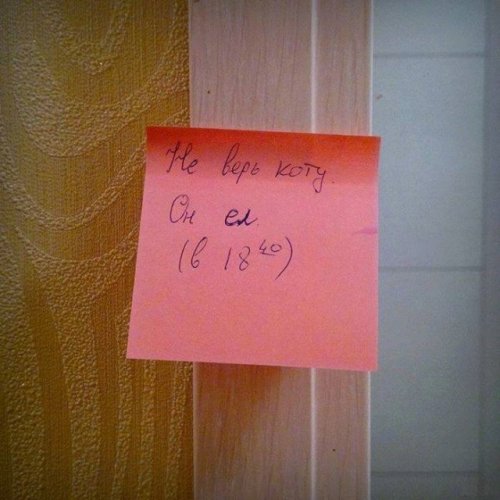 Не верь коту.
Он ел.
(в 18⁴⁰)